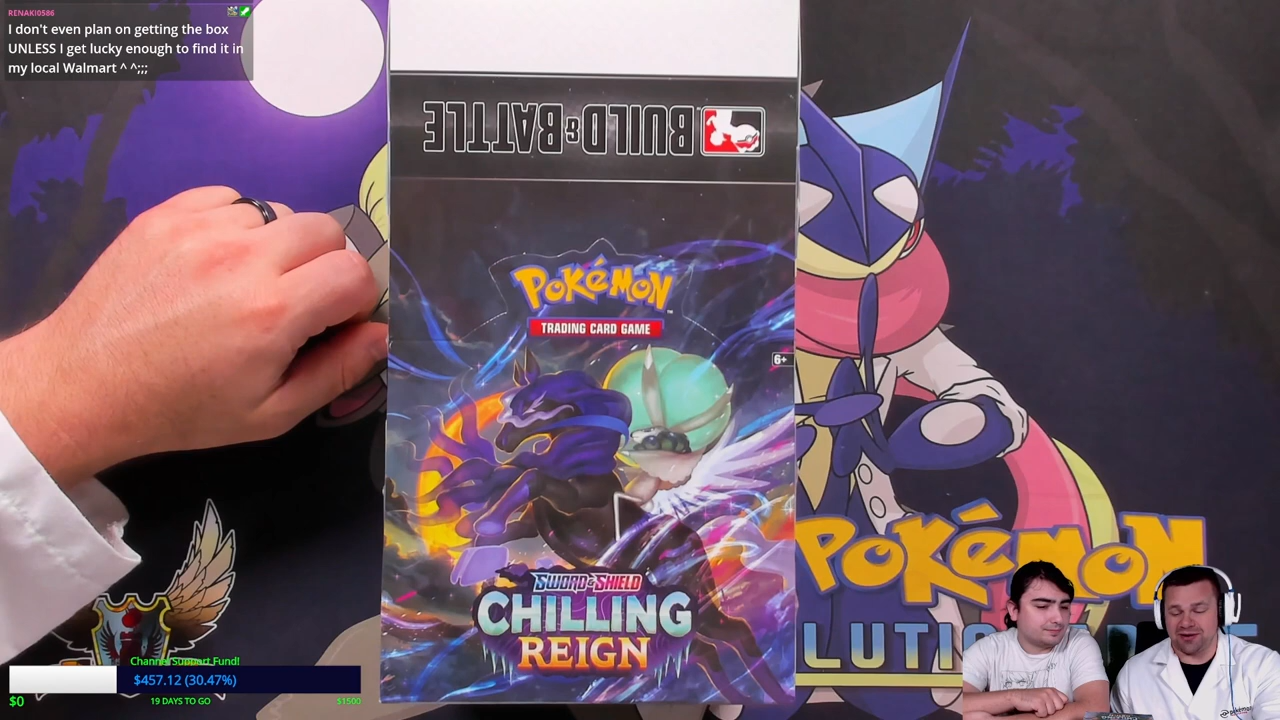 RENAKI0586
I don't even plan on getting the box
UNLESS I get lucky enough to find it in
my local Walmart ^ ^;;;
BUILD & BATTLE
POKéMON
TRADING CARD GAME
6+
SWORD & SHIELD
CHILLING
REIGN
POKéMON
LUTI
Channel Support Fund!
$457.12 (30.47%)
$0
19 DAYS TO GO
$1500